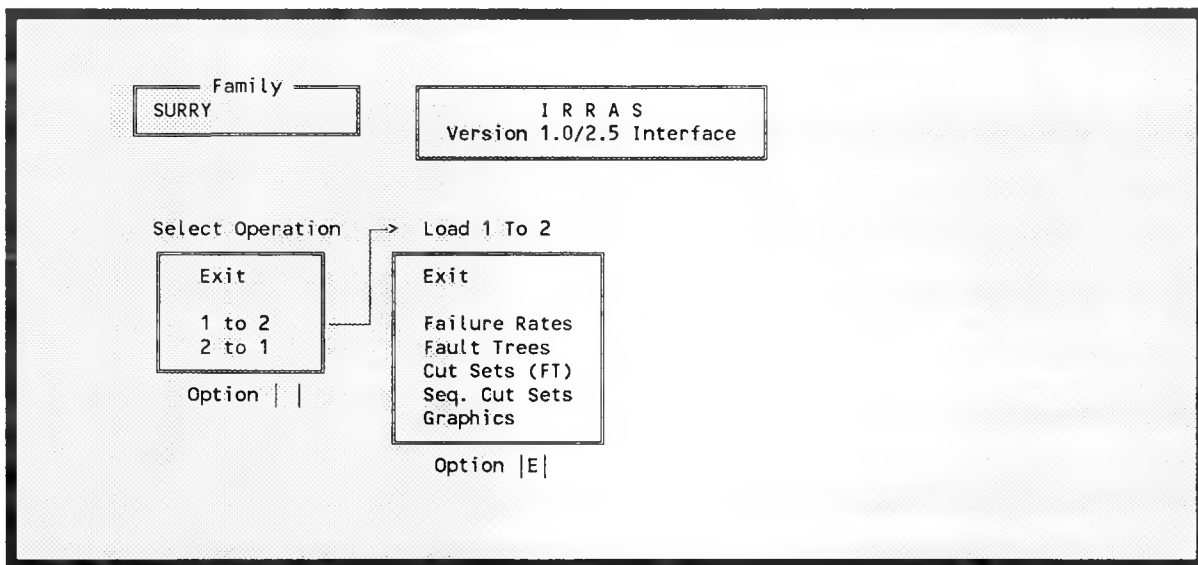 Family
SURRY
I R R A S
Version 1.0/2.5 Interface
Select Operation
Exit
1 to 2
2 to 1
Option | |
Load 1 To 2
Exit
Failure Rates
Fault Trees
Cut Sets (FT)
Seq. Cut Sets
Graphics
Option |E|